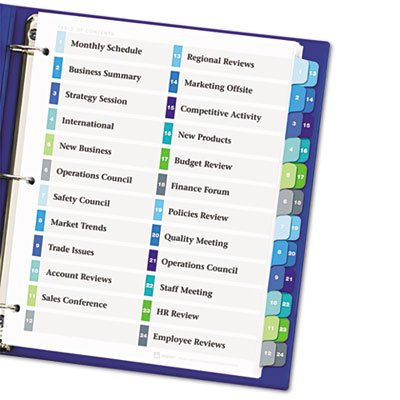 TABLE OF CONTENTS
1 Monthly Schedule
2 Business Summary
3 Strategy Session
4 International
5 New Business
6 Operations Council
7 Safety Council
8 Market Trends
9 Trade Issues
10 Account Reviews
11 Sales Conference
12
13 Regional Reviews
14 Marketing Offsite
15 Competitive Activity
16 New Products
17 Budget Review
18 Finance Forum
19 Policies Review
20 Quality Meeting
21 Operations Council
22 Staff Meeting
23 HR Review
24 Employee Reviews
1 13
2 14
3 15
4 16
5 17
6 18
7 19
8 20
9 21
10 22
11 23
12 24